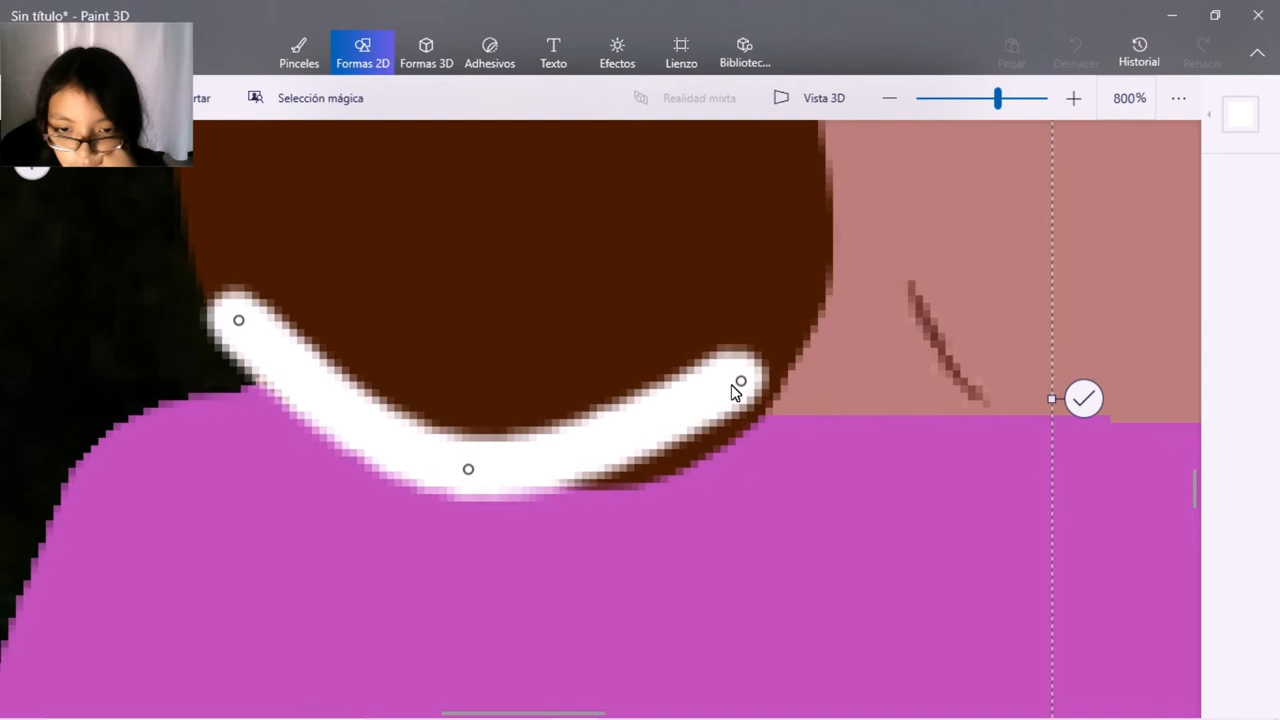 Sin título* - Paint 3D
Pinceles
Formas 2D
Formas 3D
Adhesivos
Texto
Efectos
Lienzo
Bibliotec...
Pegar
Deshacer
Historial
Rehacer
rtar
Selección mágica
Realidad mixta
Vista 3D
800%